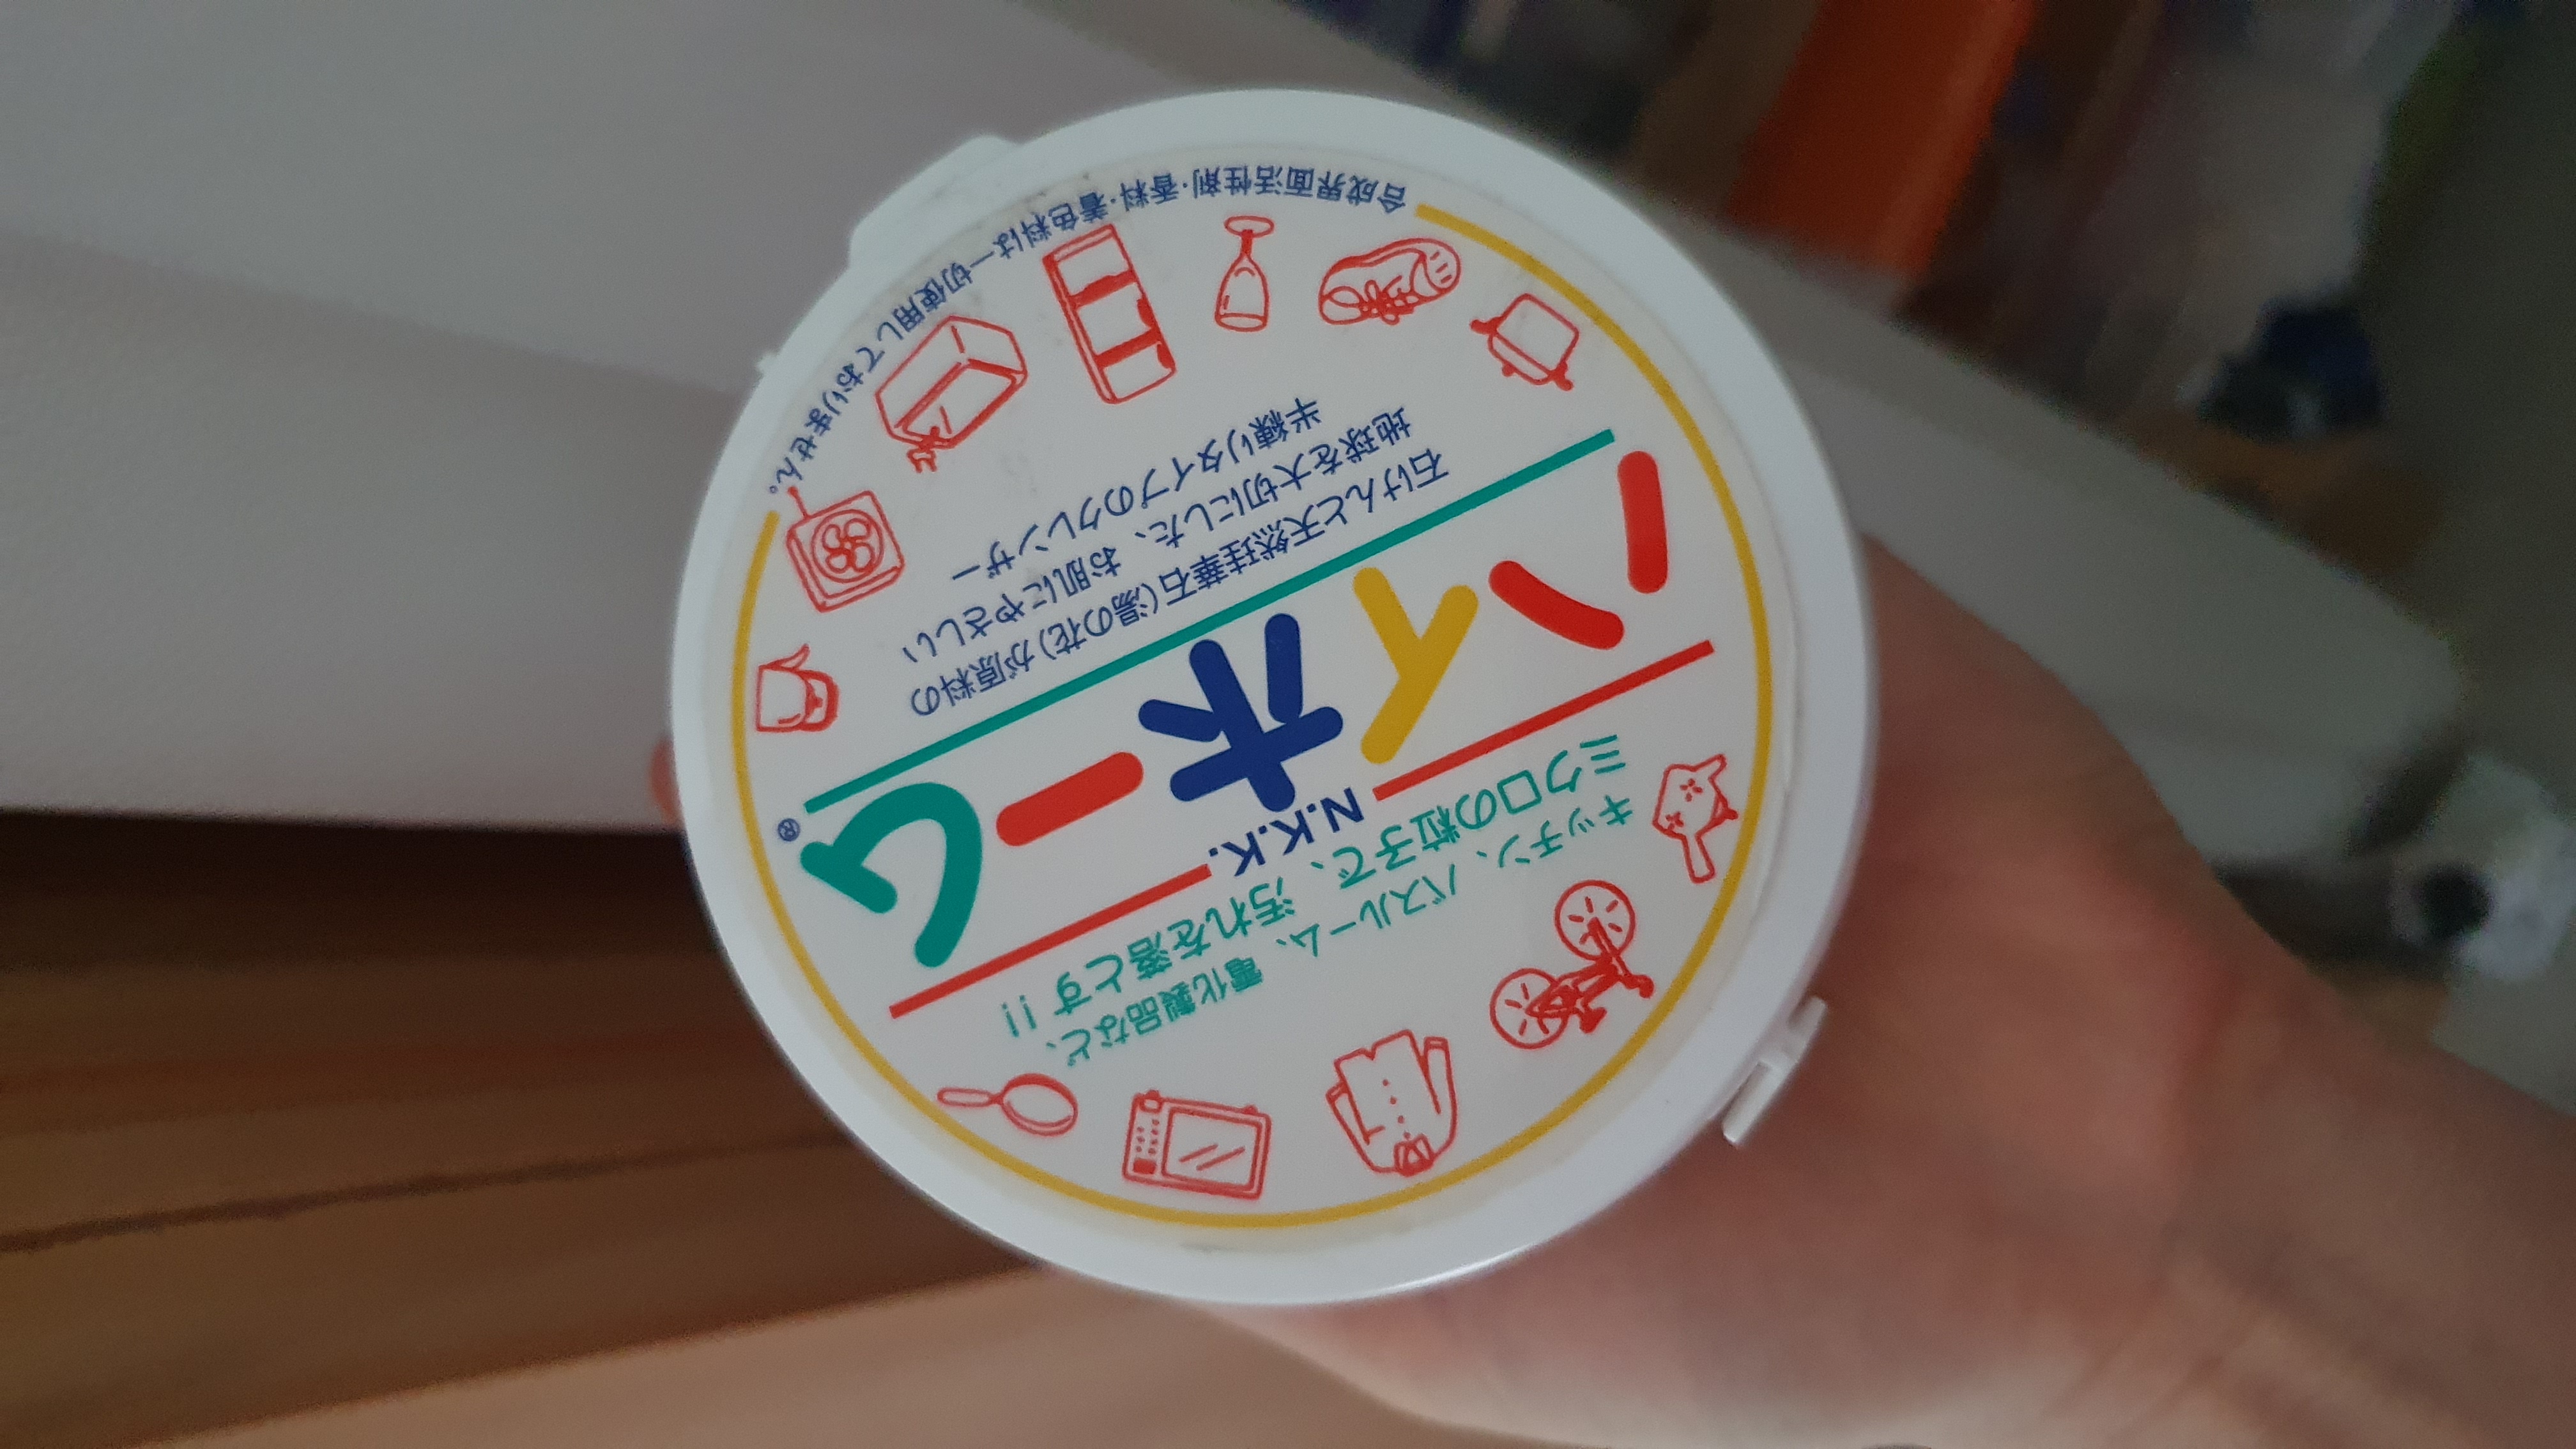 キッチン、バスルーム、電化製品など、
ミクロの粒子で、汚れを落とす!!
N.K.K.
ハイホーム®
石けんと天然珪華石(湯の花)が原料の
地球を大切にした、お肌にやさしい
半練りタイプのクレンザー
合成界面活性剤・香料・着色料は一切使用しておりません。